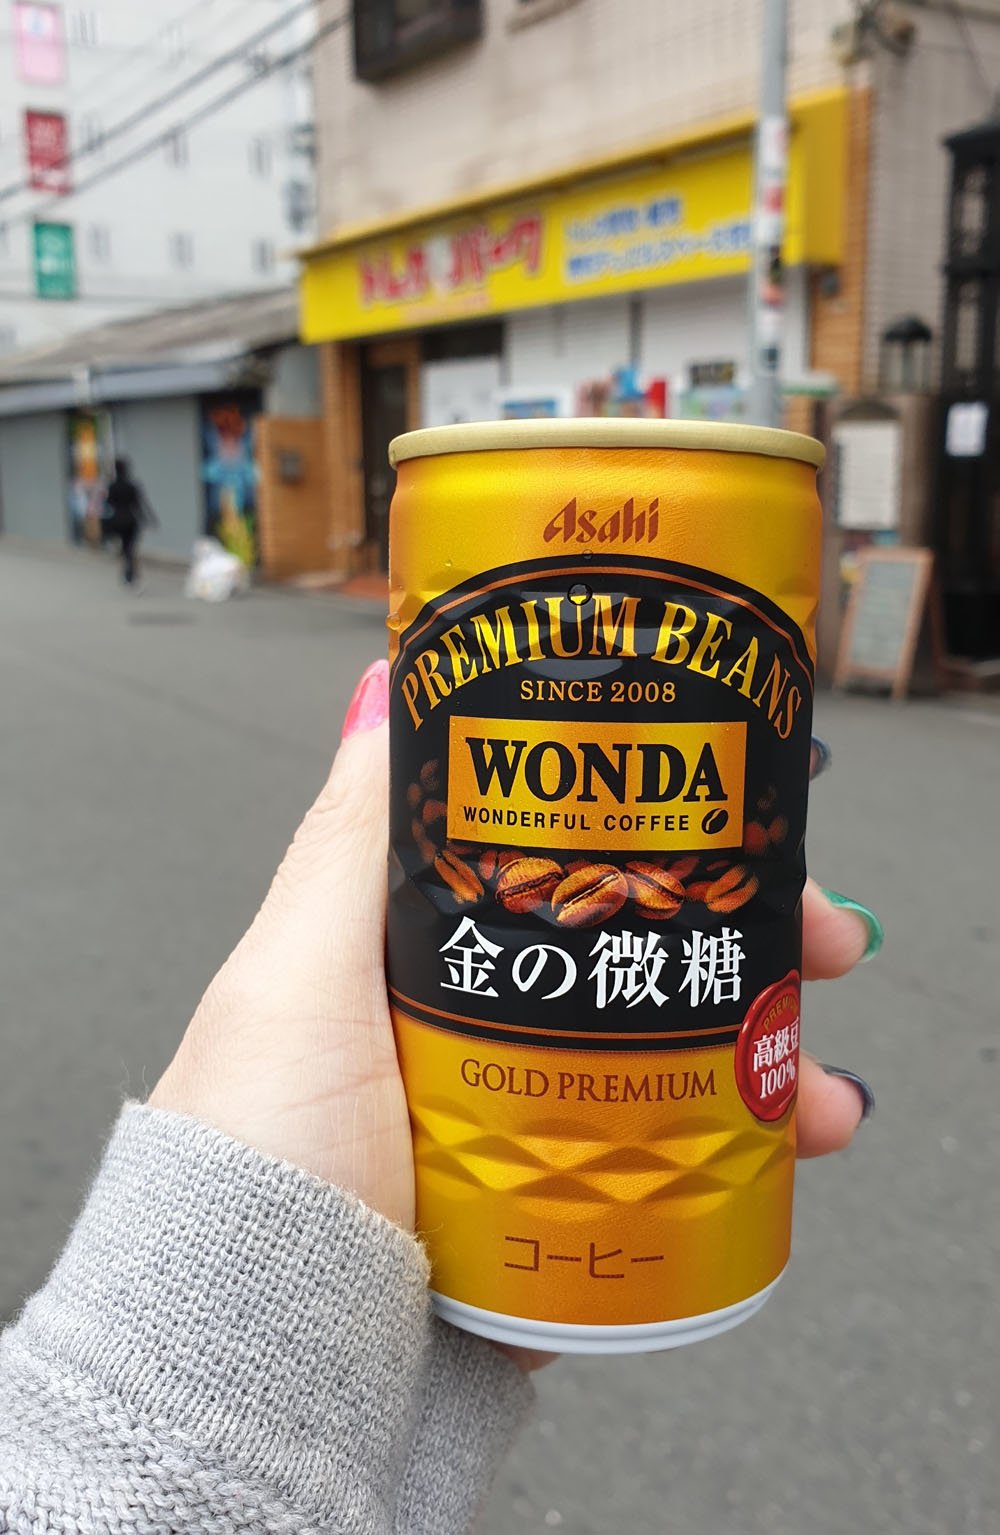 Asahi
PREMIUM BEANS
SINCE 2008
WONDA
WONDERFUL COFFEE
金の微糖
PREMIUM
高級豆
100%
GOLD PREMIUM
コーヒー